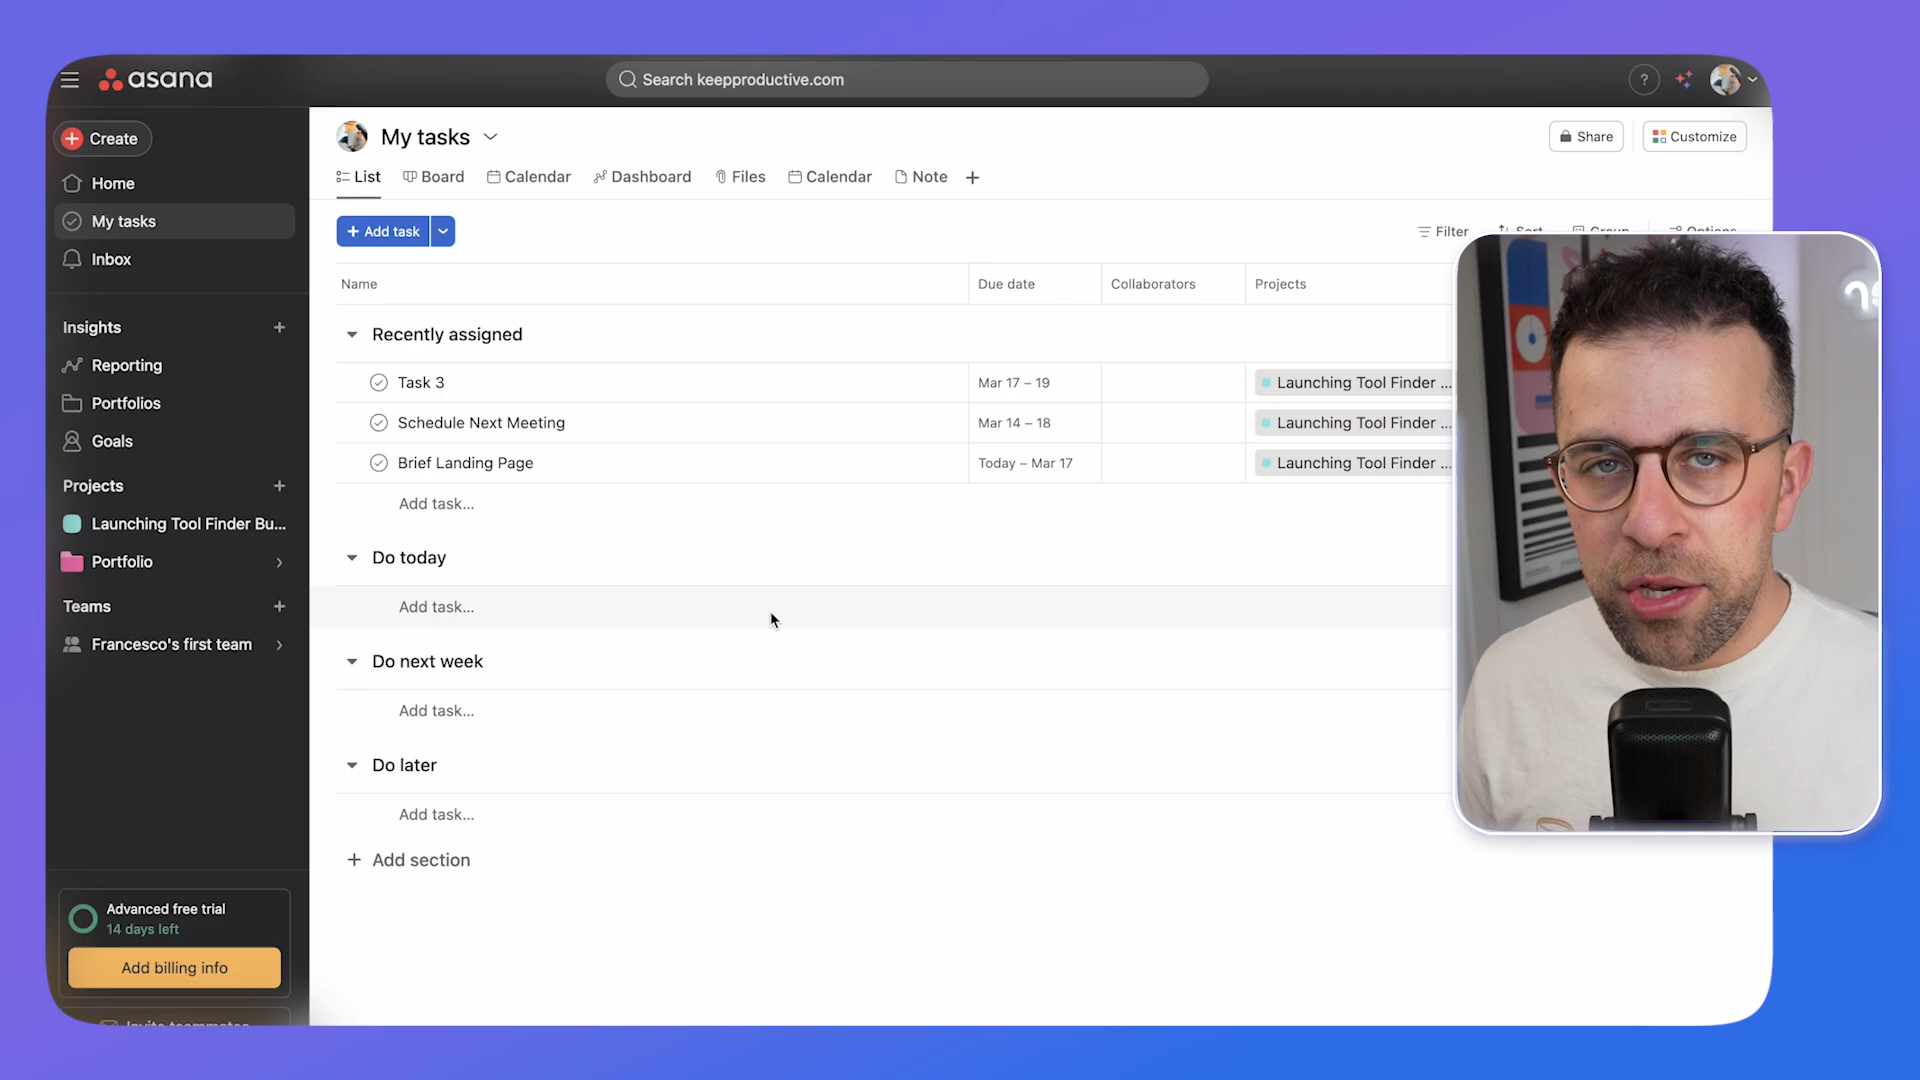 asana
Search keepproductive.com
?
Create
Home
My tasks
Inbox
Insights
Reporting
Portfolios
Goals
Projects
Launching Tool Finder Bu...
Portfolio
Teams
Francesco's first team
Advanced free trial
14 days left
Add billing info
Invite teammates
My tasks
Share
Customize
List
Board
Calendar
Dashboard
Files
Calendar
Note
Add task
Filter
Sort
Group
Options
Name
Due date
Collaborators
Projects
Recently assigned
Task 3
Mar 17 – 19
Launching Tool Finder ...
Schedule Next Meeting
Mar 14 – 18
Launching Tool Finder ...
Brief Landing Page
Today – Mar 17
Launching Tool Finder ...
Add task...
Do today
Add task...
Do next week
Add task...
Do later
Add task...
Add section